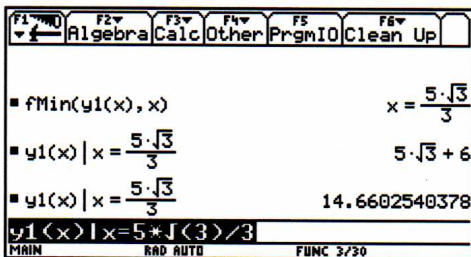 F1 F2 F3 F4 F5 F6
Algebra Calc Other PrgmIO Clean Up
▪ fMin(y1(x),x) x = 5·√3/3
▪ y1(x) | x = 5·√3/3 5·√3 + 6
▪ y1(x) | x = 5·√3/3 14.6602540378
y1(x)|x=5*√(3)/3
MAIN RAD AUTO FUNC 3/30